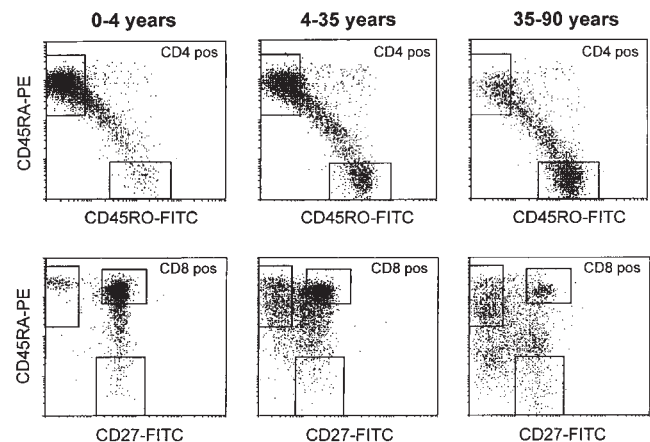 0-4 years 4-35 years 35-90 years
CD4 pos CD4 pos CD4 pos
CD45RA-PE
CD45RO-FITC CD45RO-FITC CD45RO-FITC
CD8 pos CD8 pos CD8 pos
CD45RA-PE
CD27-FITC CD27-FITC CD27-FITC